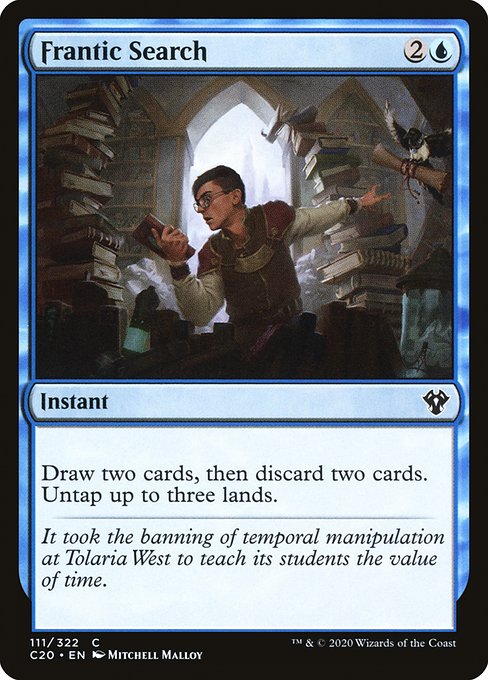 Frantic Search 2
Instant
Draw two cards, then discard two cards.
Untap up to three lands.
It took the banning of temporal manipulation
at Tolaria West to teach its students the value
of time.
111/322 C
C20 • EN Mitchell Malloy
™ & © 2020 Wizards of the Coast